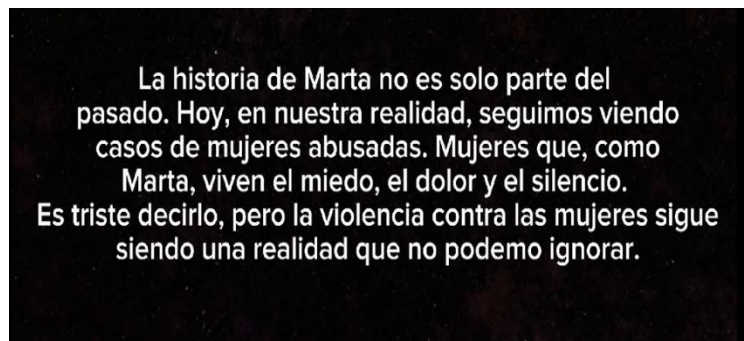 La historia de Marta no es solo parte del
pasado. Hoy, en nuestra realidad, seguimos viendo
casos de mujeres abusadas. Mujeres que, como
Marta, viven el miedo, el dolor y el silencio.
Es triste decirlo, pero la violencia contra las mujeres sigue
siendo una realidad que no podemo ignorar.